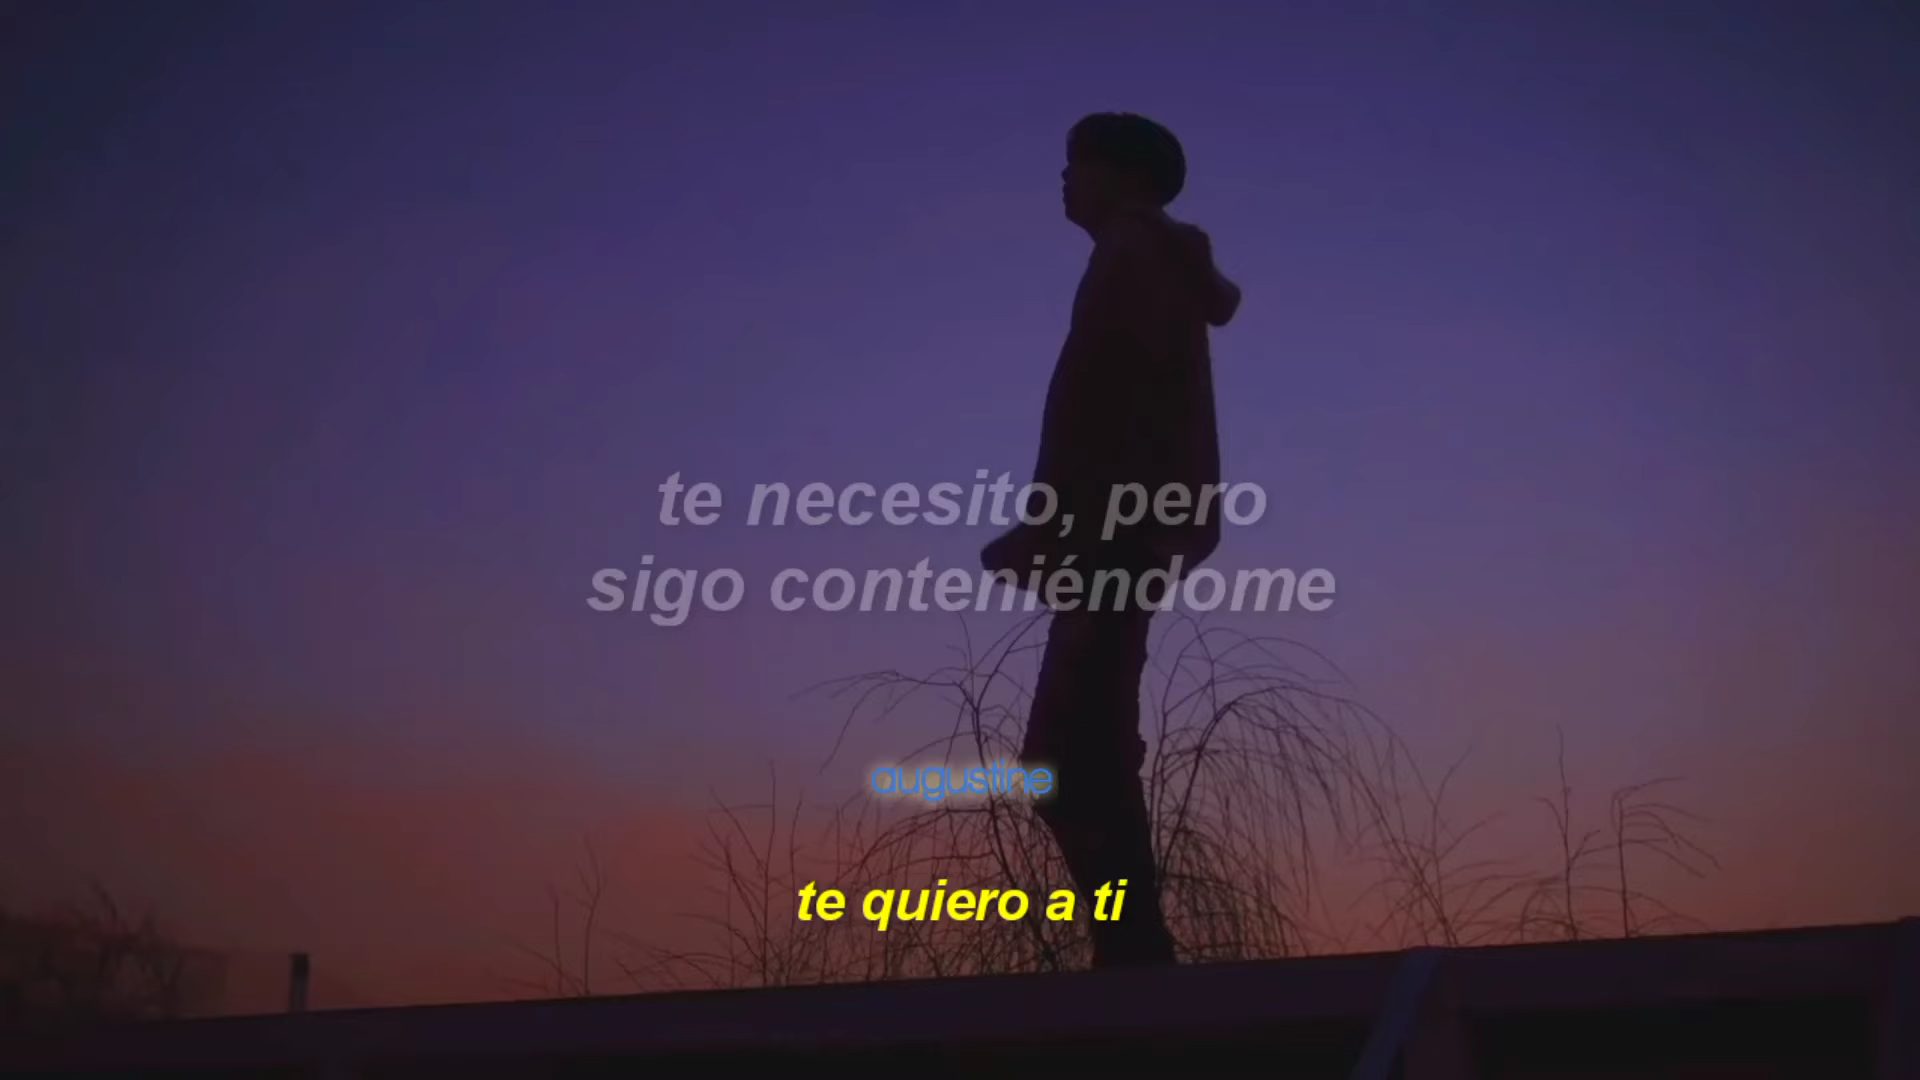 te necesito, pero
sigo conteniéndome
augustine
te quiero a ti